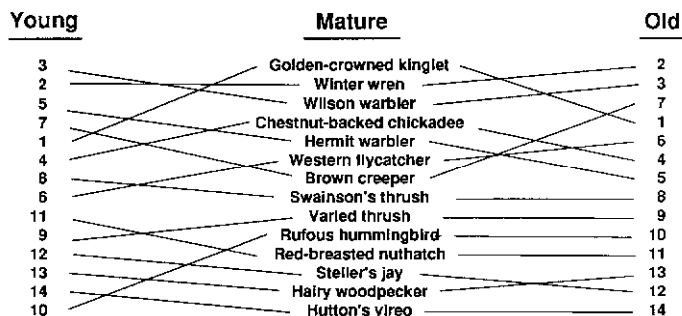 Young Mature Old
3 Golden-crowned kinglet 2
2 Winter wren 3
5 Wilson warbler 7
7 Chestnut-backed chickadee 1
1 Hermit warbler 4
4 Western flycatcher 6
8 Brown creeper 5
6 Swainson's thrush 8
11 Varied thrush 9
9 Rufous hummingbird 10
12 Red-breasted nuthatch 11
13 Steller's jay 13
14 Hairy woodpecker 12
10 Hutton's vireo 14